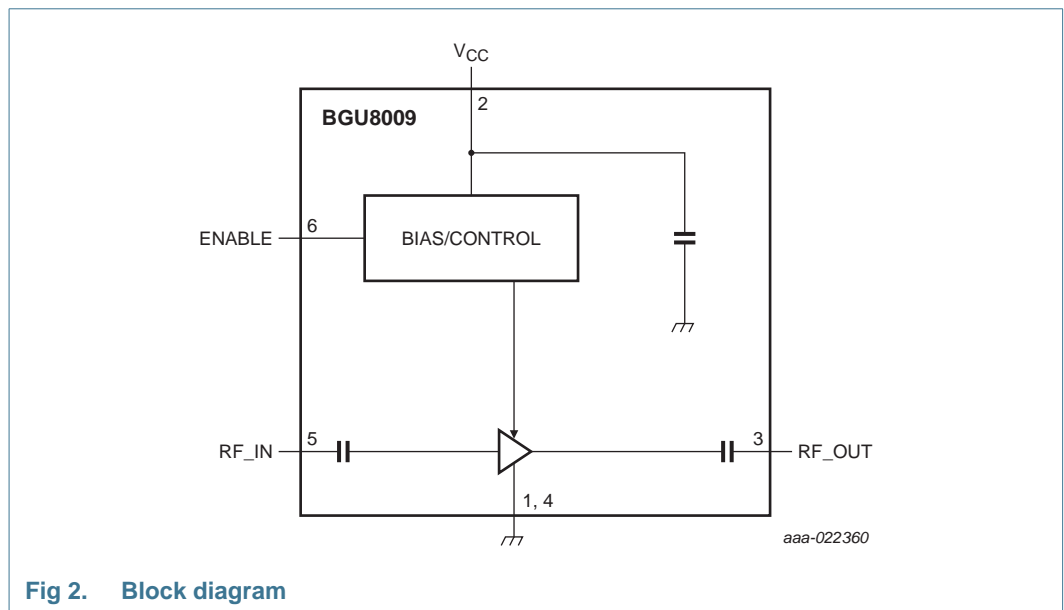 VCC
2
BGU8009
6
ENABLE
BIAS/CONTROL
5
RF_IN
3
RF_OUT
1, 4
aaa-022360
Fig 2. Block diagram